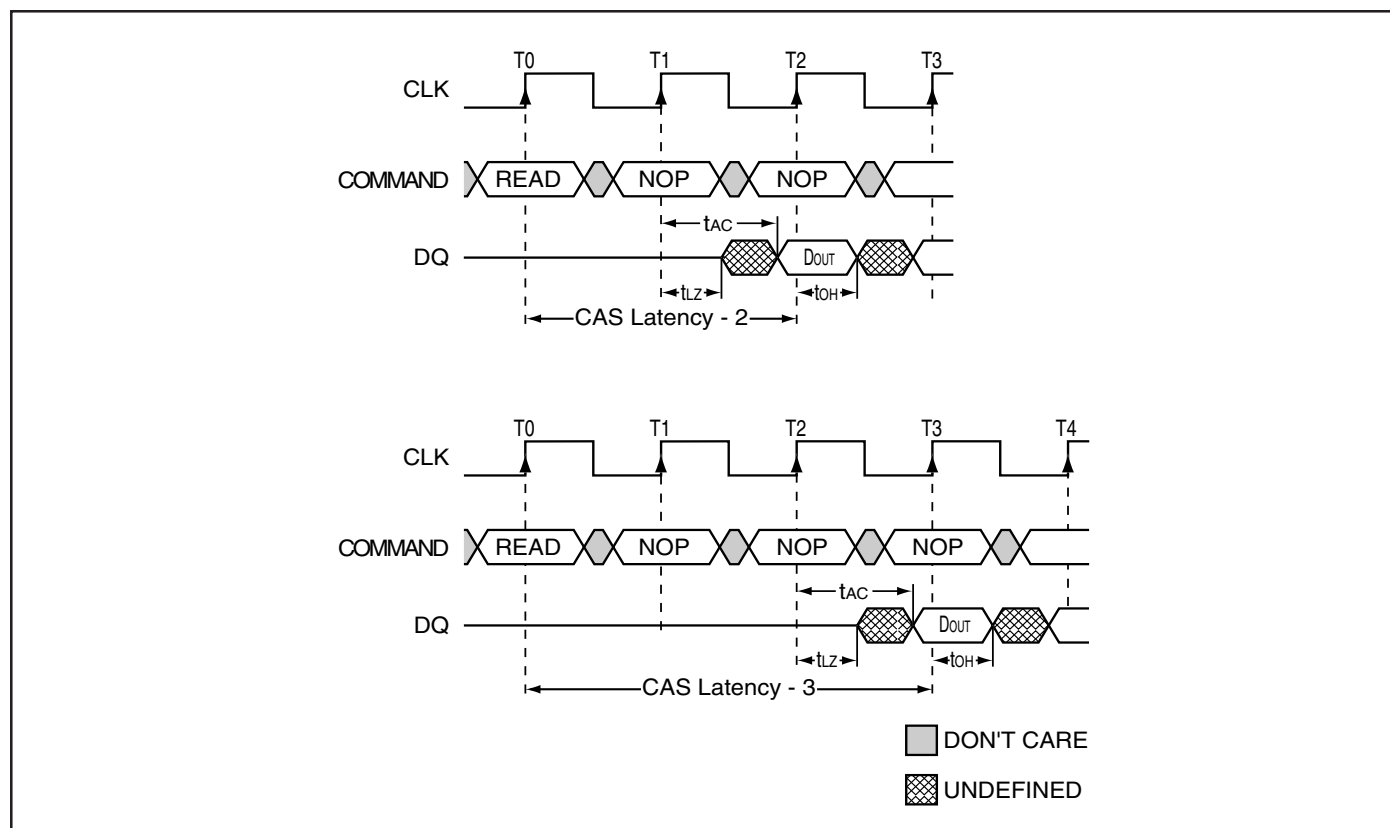 T0 T1 T2 T3
CLK
COMMAND READ NOP NOP
tAC
DQ DOUT
tLZ tOH
CAS Latency - 2
T0 T1 T2 T3 T4
CLK
COMMAND READ NOP NOP NOP
tAC
DQ DOUT
tLZ tOH
CAS Latency - 3
DON'T CARE
UNDEFINED